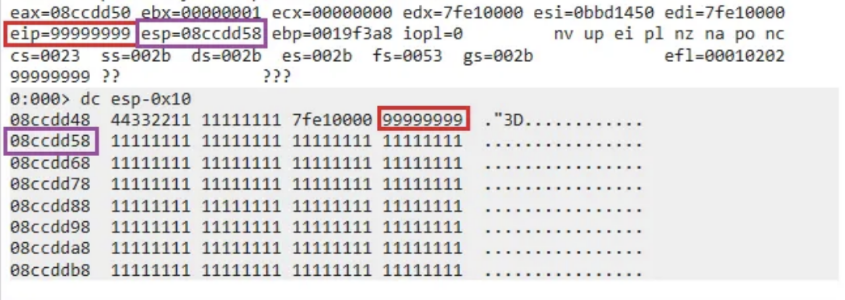 eax=08ccdd50 ebx=00000001 ecx=00000000 edx=7fe10000 esi=0bbd1450 edi=7fe10000
eip=99999999 esp=08ccdd58 ebp=0019f3a8 iopl=0 nv up ei pl nz na po nc
cs=0023 ss=002b ds=002b es=002b fs=0053 gs=002b efl=00010202
99999999 ?? ???
0:000> dc esp-0x10
08ccdd48 44332211 11111111 7fe10000 99999999 ."3D............
08ccdd58 11111111 11111111 11111111 11111111 ................
08ccdd68 11111111 11111111 11111111 11111111 ................
08ccdd78 11111111 11111111 11111111 11111111 ................
08ccdd88 11111111 11111111 11111111 11111111 ................
08ccdd98 11111111 11111111 11111111 11111111 ................
08ccdda8 11111111 11111111 11111111 11111111 ................
08ccddb8 11111111 11111111 11111111 11111111 ................